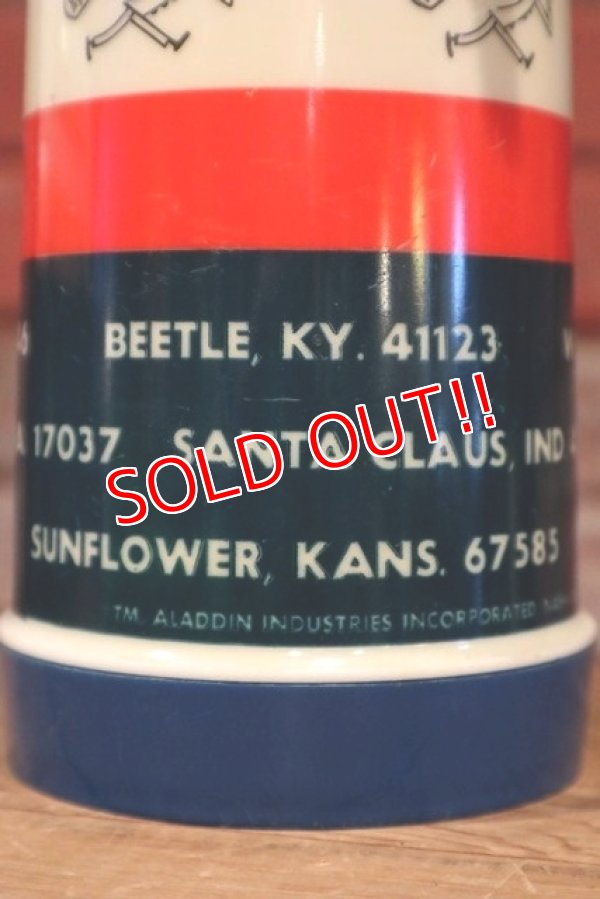 BEETLE, KY. 41123
17037 SANTA CLAUS, IND
SOLD OUT!!
SUNFLOWER, KANS. 67585
TM. ALADDIN INDUSTRIES INCORPORATED